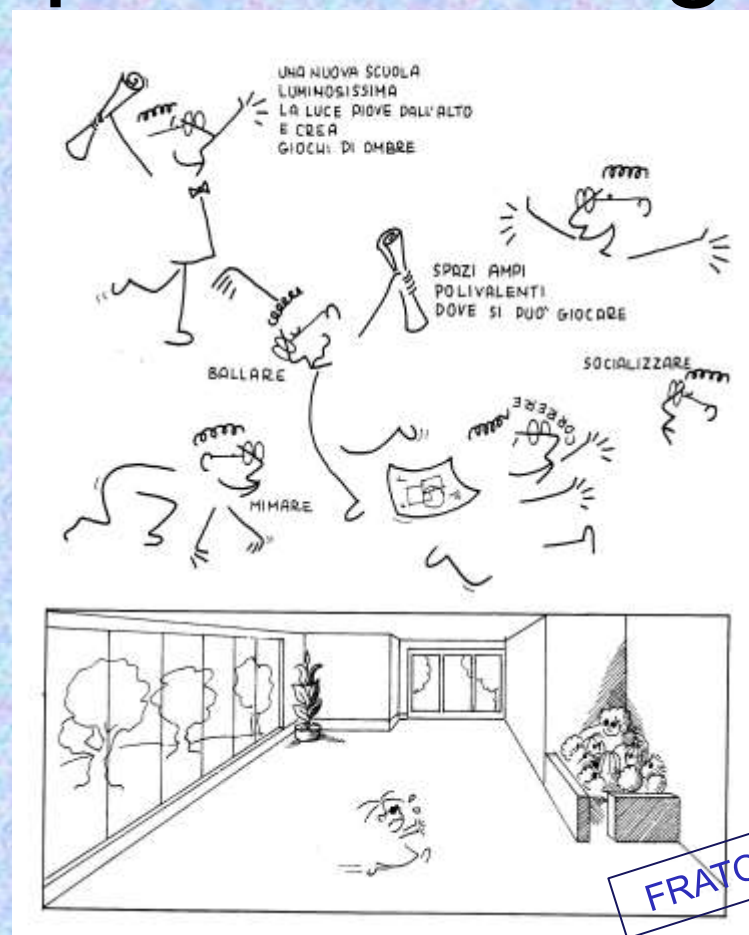 UNA NUOVA SCUOLA
LUMINOSISSIMA
LA LUCE PIOVE DALL'ALTO
E CREA
GIOCHI DI OMBRE
SPAZI AMPI
POLIVALENTI
DOVE SI PUO' GIOCARE
CORRERE
BALLARE
SOCIALIZZARE
CORRERE
MIMARE